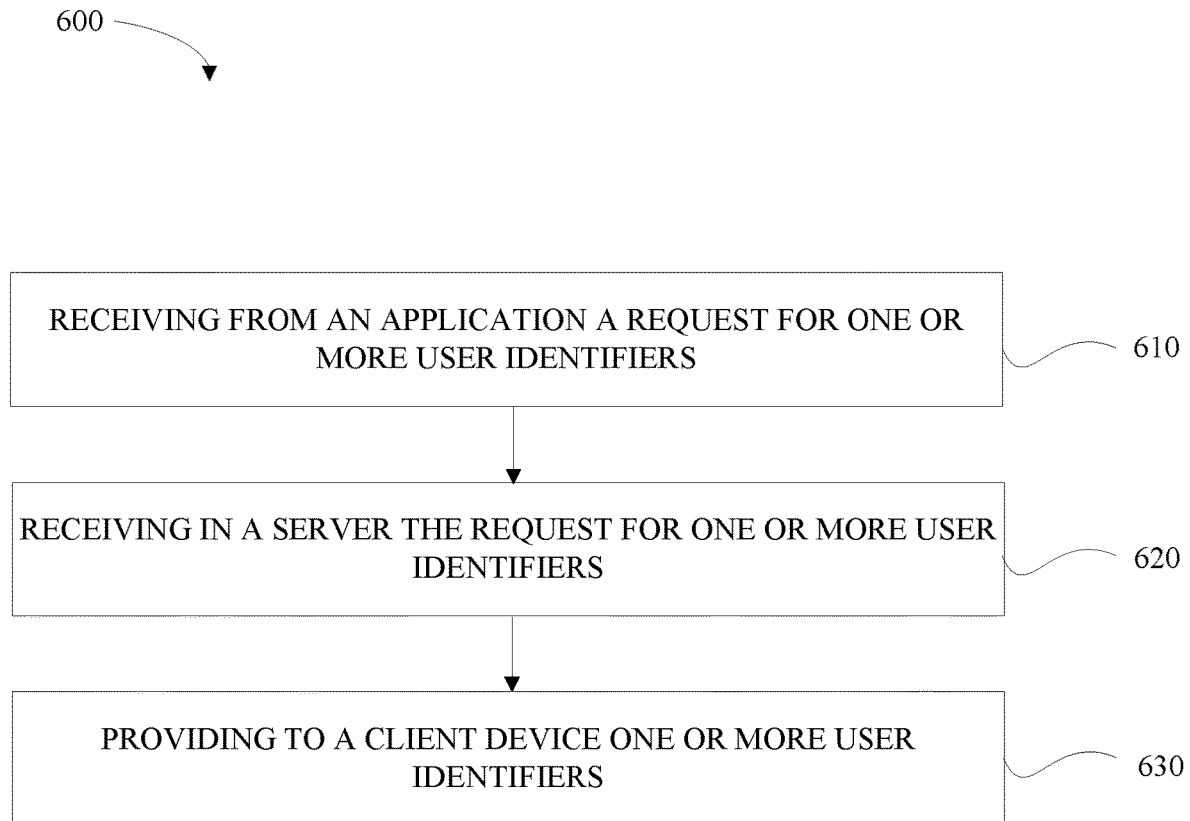 600
RECEIVING FROM AN APPLICATION A REQUEST FOR ONE OR
MORE USER IDENTIFIERS
610
RECEIVING IN A SERVER THE REQUEST FOR ONE OR MORE USER
IDENTIFIERS
620
PROVIDING TO A CLIENT DEVICE ONE OR MORE USER
IDENTIFIERS
630